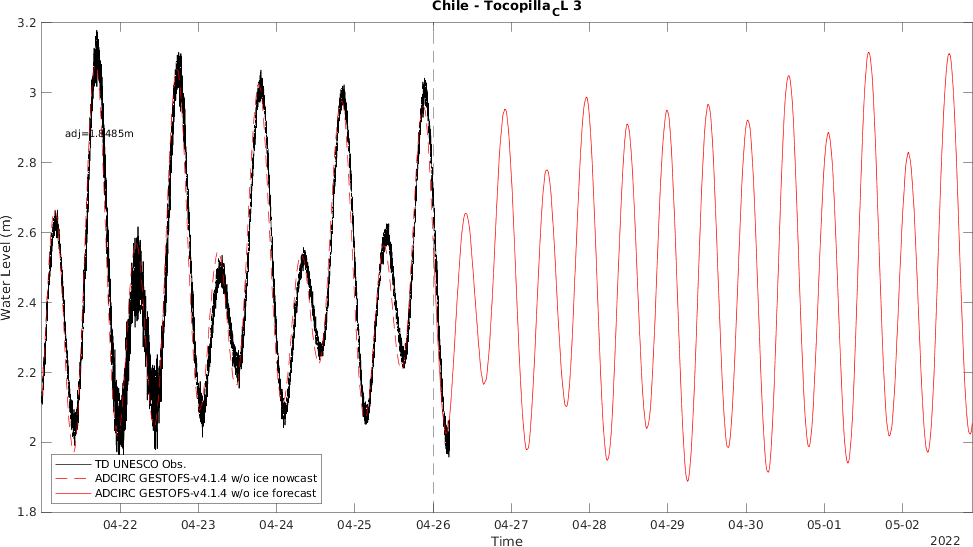 Chile - Tocopilla_CL 3
3.2
3
2.8
2.6
2.4
2.2
2
1.8
Water Level (m)
adj=1.8485m
TD UNESCO Obs.
ADCIRC GESTOFS-v4.1.4 w/o ice nowcast
ADCIRC GESTOFS-v4.1.4 w/o ice forecast
04-22 04-23 04-24 04-25 04-26 04-27 04-28 04-29 04-30 05-01 05-02
Time
2022